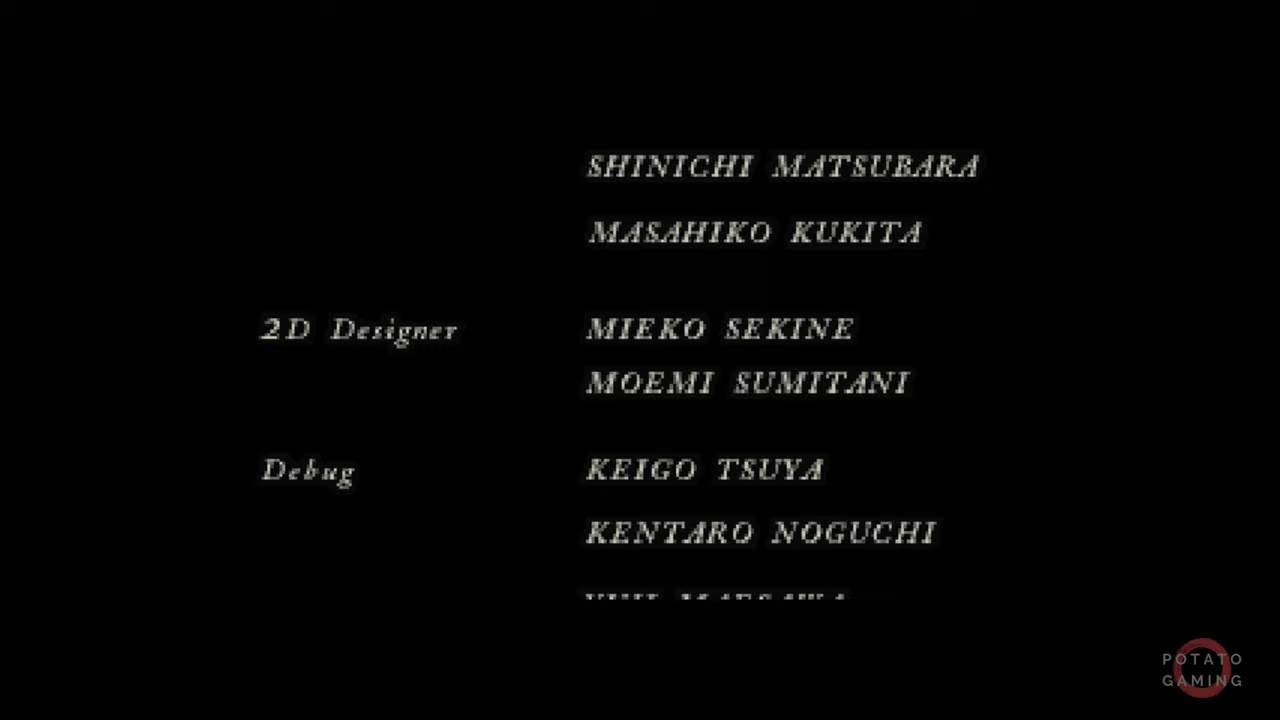 SHINICHI MATSUBARA
MASAHIKO KUKITA
2D Designer MIEKO SEKINE
MOEMI SUMITANI
Debug KEIGO TSUYA
KENTARO NOGUCHI
POTATO
GAMING